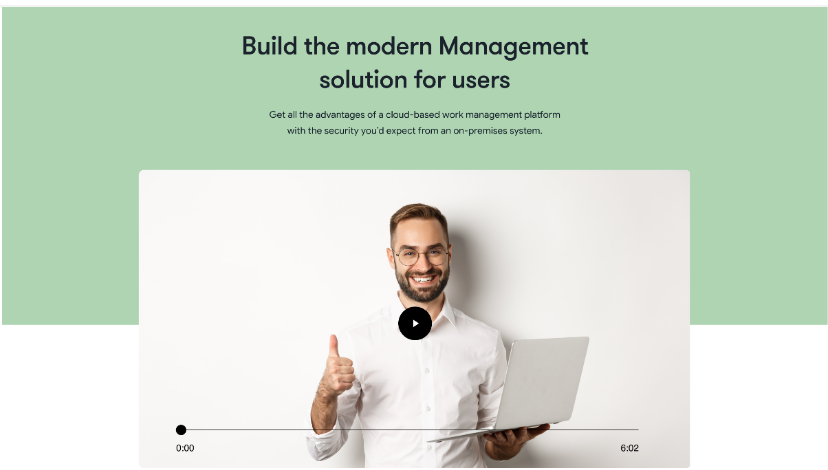 Build the modern Management
solution for users
Get all the advantages of a cloud-based work management platform
with the security you'd expect from an on-premises system.
0:00
6:02